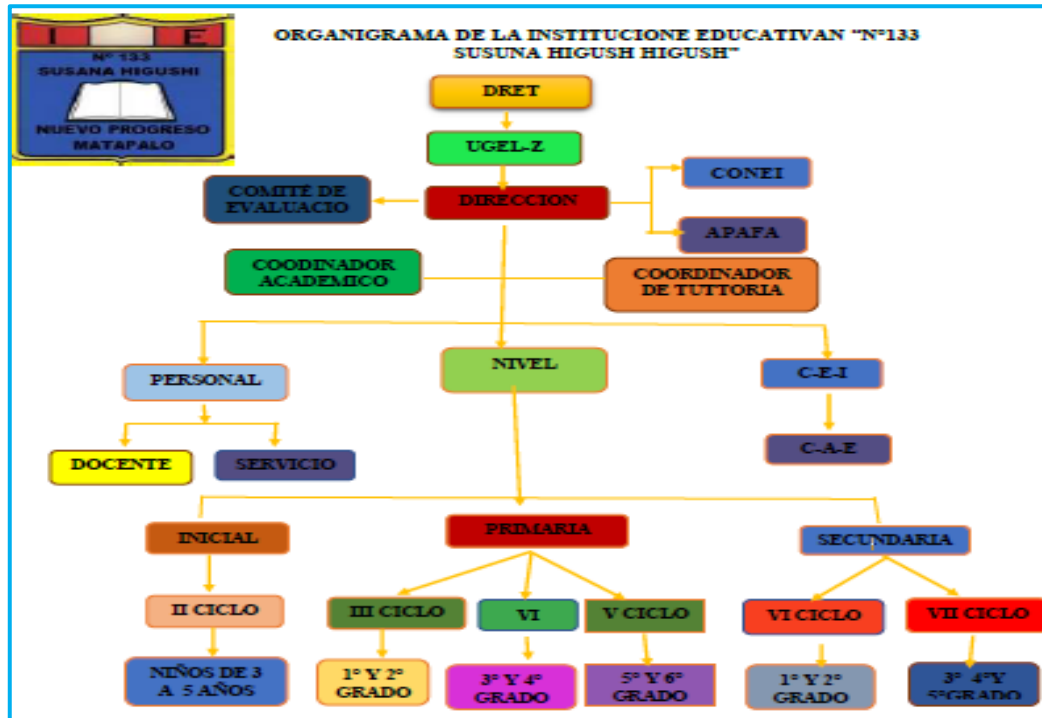 I E
N° 133
SUSANA HIGUSHI
NUEVO PROGRESO
MATAPALO
ORGANIGRAMA DE LA INSTITUCIONE EDUCATIVAN "N°133
SUSUNA HIGUSH HIGUSH"
DRET
UGEL-Z
COMITÉ DE
EVALUACIO
DIRECCION
CONEI
APAFA
COODINADOR
ACADEMICO
COORDINADOR
DE TUTTORIA
PERSONAL
NIVEL
C-E-I
DOCENTE
SERVICIO
C-A-E
INICIAL
PRIMARIA
SECUNDARIA
II CICLO
III CICLO
VI
V CICLO
VI CICLO
VII CICLO
NIÑOS DE 3
A 5 AÑOS
1° Y 2°
GRADO
3° Y 4°
GRADO
5° Y 6°
GRADO
1° Y 2°
GRADO
3° 4°Y
5°GRADO